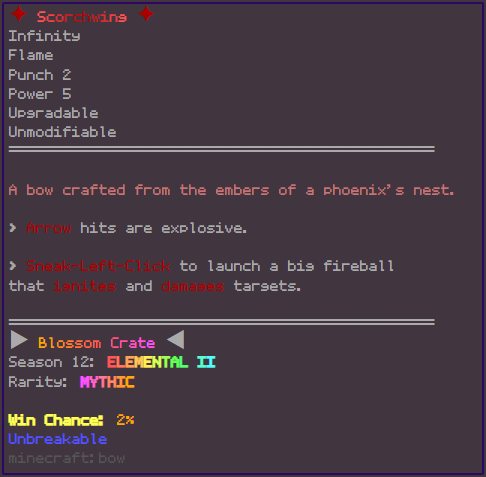 ✦ Scorchwing ✦
Infinity
Flame
Punch 2
Power 5
Upgradable
Unmodifiable
A bow crafted from the embers of a phoenix's nest.
> Arrow hits are explosive.
> Sneak-Left-Click to launch a big fireball
that ignites and damages targets.
▶ Blossom Crate ◀
Season 12: ELEMENTAL II
Rarity: MYTHIC
Win Chance: 2%
Unbreakable
minecraft:bow